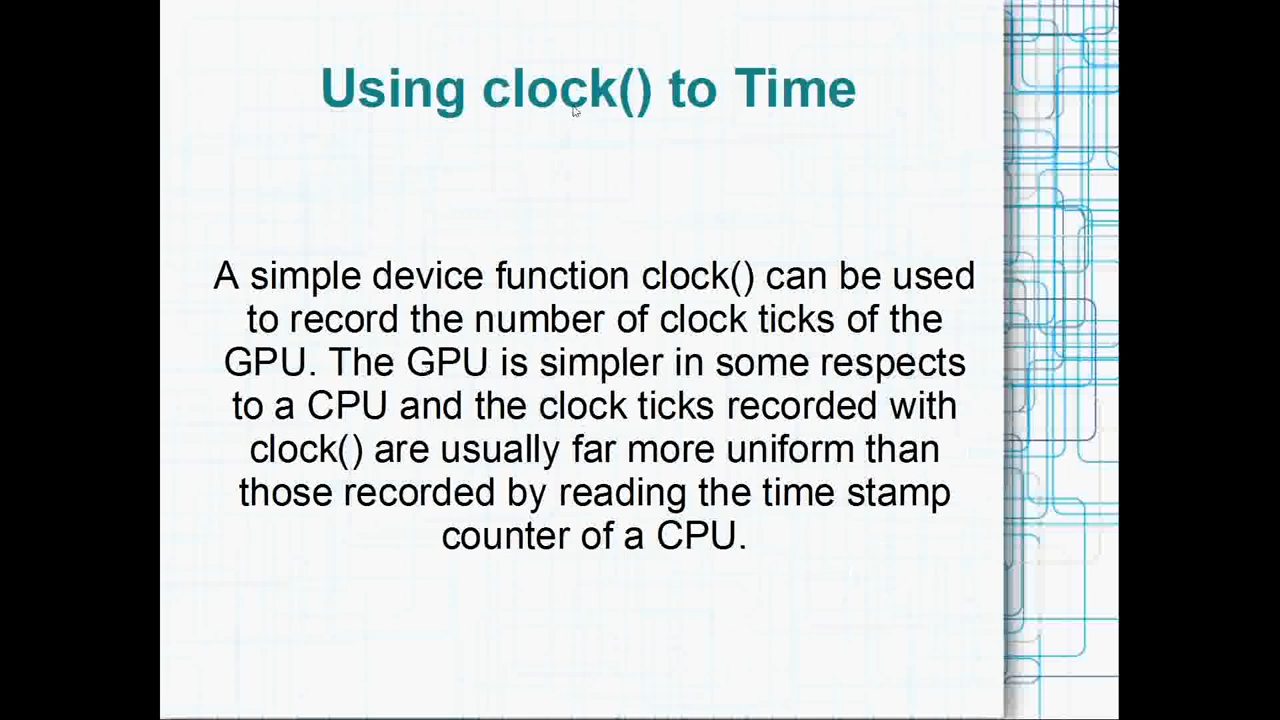 Using clock() to Time
A simple device function clock() can be used
to record the number of clock ticks of the
GPU. The GPU is simpler in some respects
to a CPU and the clock ticks recorded with
clock() are usually far more uniform than
those recorded by reading the time stamp
counter of a CPU.